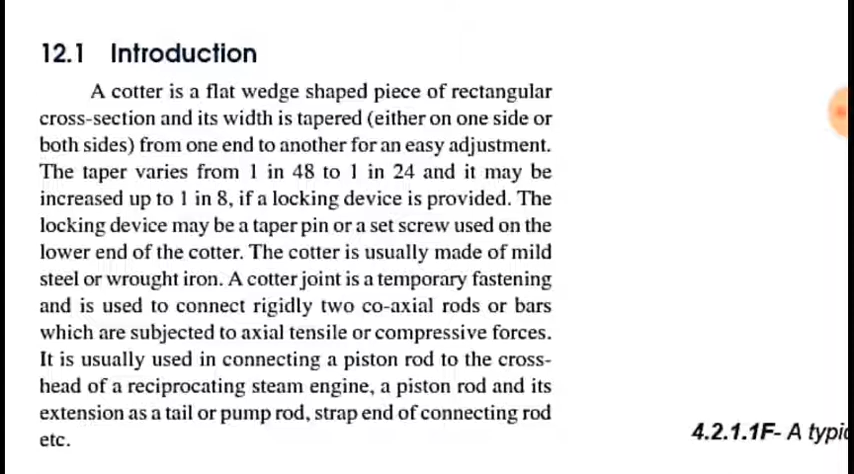 12.1 Introduction
A cotter is a flat wedge shaped piece of rectangular
cross-section and its width is tapered (either on one side or
both sides) from one end to another for an easy adjustment.
The taper varies from 1 in 48 to 1 in 24 and it may be
increased up to 1 in 8, if a locking device is provided. The
locking device may be a taper pin or a set screw used on the
lower end of the cotter. The cotter is usually made of mild
steel or wrought iron. A cotter joint is a temporary fastening
and is used to connect rigidly two co-axial rods or bars
which are subjected to axial tensile or compressive forces.
It is usually used in connecting a piston rod to the cross-
head of a reciprocating steam engine, a piston rod and its
extension as a tail or pump rod, strap end of connecting rod
etc.
4.2.1.1F- A